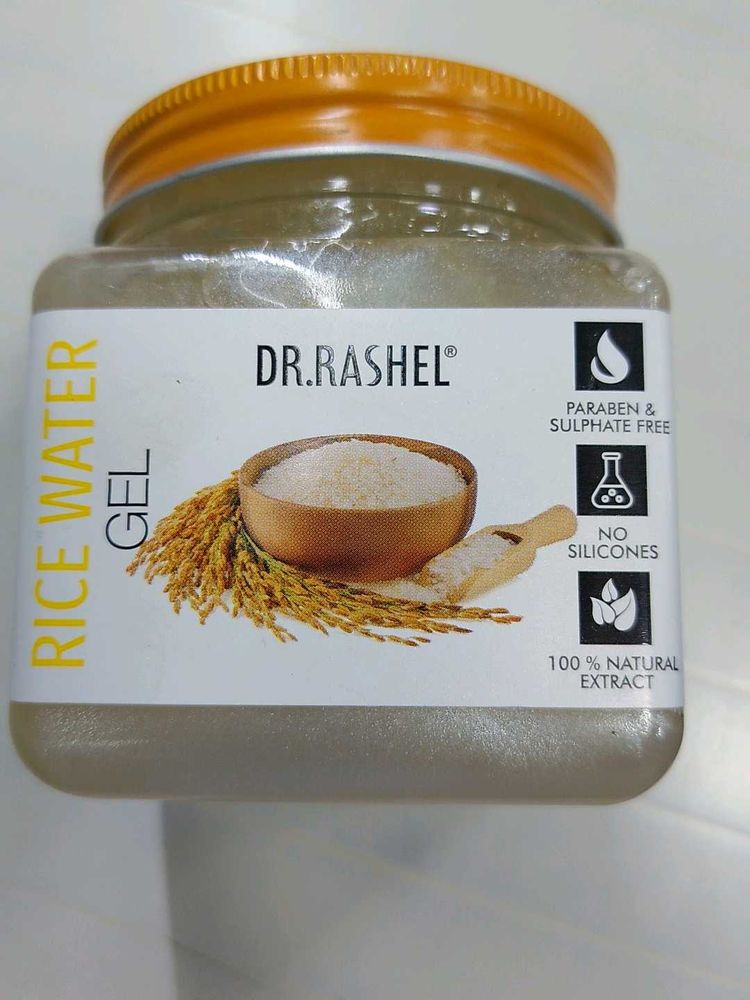 DR.RASHEL®
RICE WATER
GEL
PARABEN &
SULPHATE FREE
NO
SILICONES
100 % NATURAL
EXTRACT